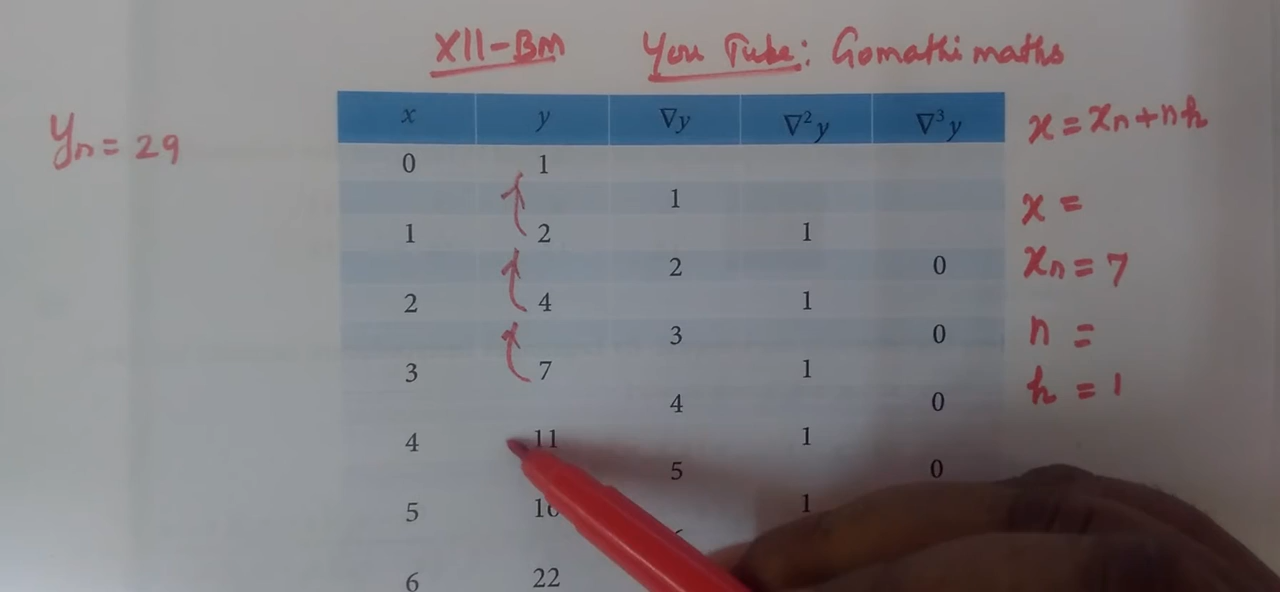 XII-BM You Tube: Gomathi maths
yn = 29
x y ∇y ∇²y ∇³y
x = xn+nh
0 1
1
x =
1 2 1
2 0
xn = 7
2 4 1
3 0
n =
3 7 1
h = 1
4 0
4 11 1
5 0
5 1
6 22